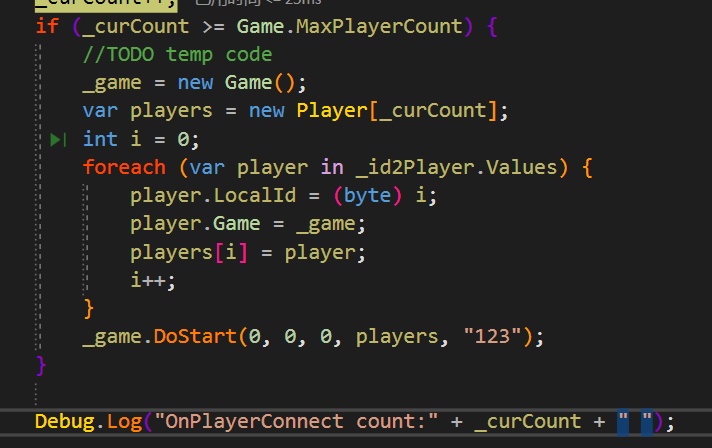 _curCount++; 已用时间 <= 25ms
if (_curCount >= Game.MaxPlayerCount) {
//TODO temp code
_game = new Game();
var players = new Player[_curCount];
int i = 0;
foreach (var player in _id2Player.Values) {
player.LocalId = (byte) i;
player.Game = _game;
players[i] = player;
i++;
}
_game.DoStart(0, 0, 0, players, "123");
}
Debug.Log("OnPlayerConnect count:" + _curCount + " ");